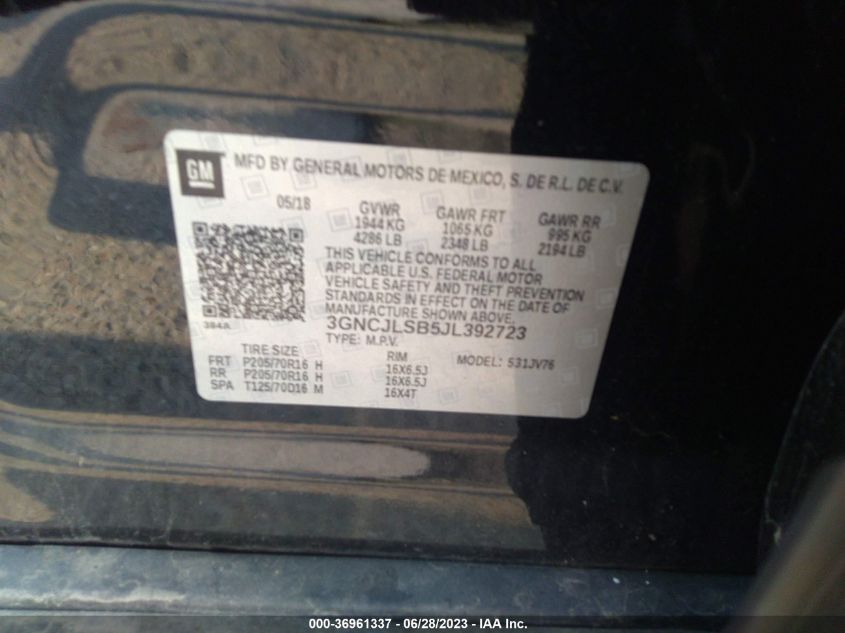 GM
MFD BY GENERAL MOTORS DE MEXICO, S. DE R.L. DE C.V.
05/18
GVWR GAWR FRT GAWR RR
1944 KG 1065 KG 995 KG
4286 LB 2348 LB 2194 LB
THIS VEHICLE CONFORMS TO ALL
APPLICABLE U.S. FEDERAL MOTOR
VEHICLE SAFETY AND THEFT PREVENTION
STANDARDS IN EFFECT ON THE DATE OF
MANUFACTURE SHOWN ABOVE.
384A
3GNCJLSB5JL392723
TYPE: M.P.V. MODEL: 531JV76
TIRE SIZE RIM
FRT P205/70R16 H 16X6.5J
RR P205/70R16 H 16X6.5J
SPA T125/70D16 M 16X4T
000-36961337 - 06/28/2023 - IAA Inc.